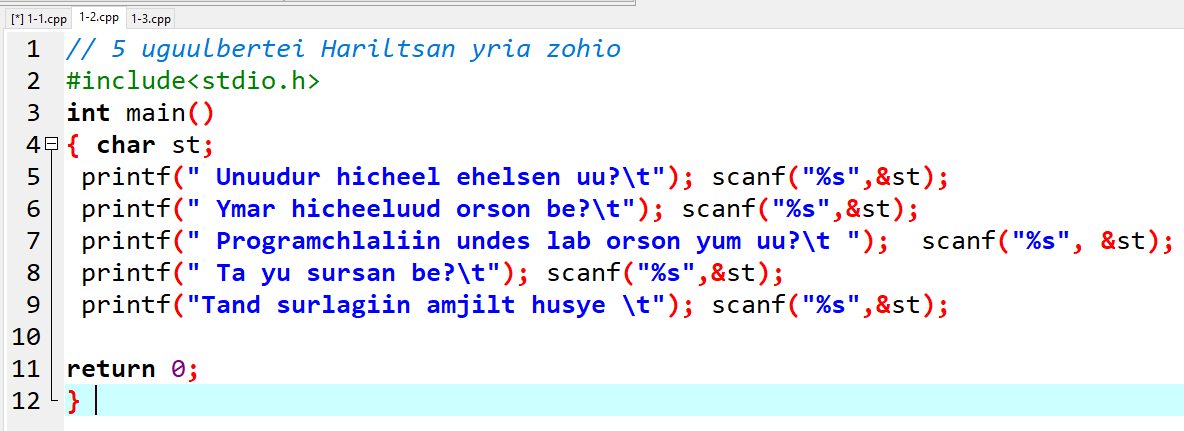 [*] 1-1.cpp 1-2.cpp 1-3.cpp
1 // 5 uguulbertei Hariltsan yria zohio
2 #include<stdio.h>
3 int main()
4 { char st;
5 printf(" Unuudur hicheel ehelsen uu?\t"); scanf("%s",&st);
6 printf(" Ymar hicheeluud orson be?\t"); scanf("%s",&st);
7 printf(" Programchlaliin undes lab orson yum uu?\t ");  scanf("%s", &st);
8 printf(" Ta yu sursan be?\t"); scanf("%s",&st);
9 printf("Tand surlagiin amjilt husye \t"); scanf("%s",&st);
10
11 return 0;
12 }